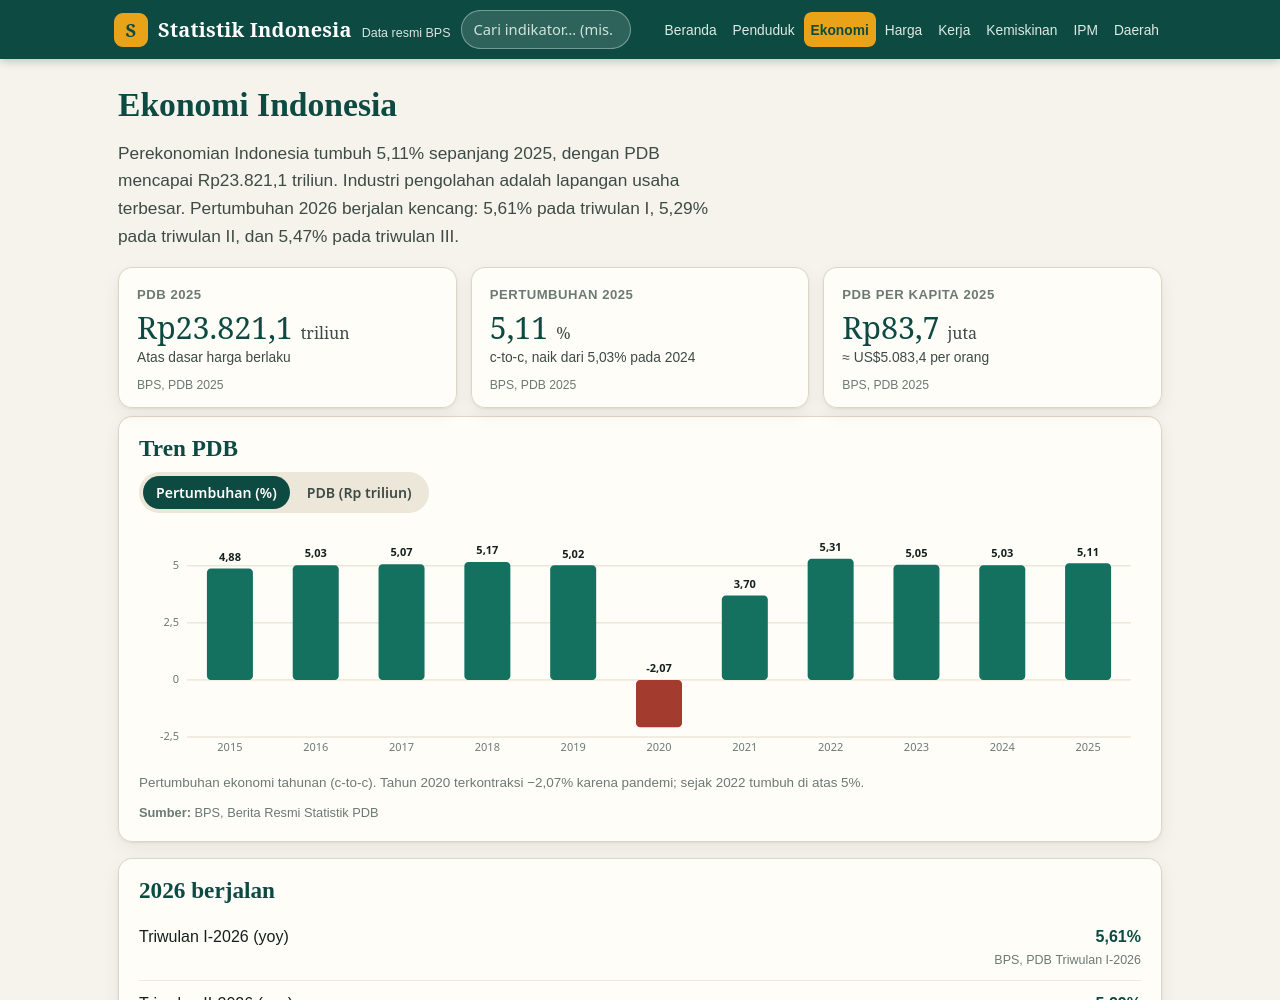 S Statistik Indonesia Data resmi BPS Cari indikator... (mis. Beranda Penduduk Ekonomi Harga Kerja Kemiskinan IPM Daerah
Ekonomi Indonesia
Perekonomian Indonesia tumbuh 5,11% sepanjang 2025, dengan PDB
mencapai Rp23.821,1 triliun. Industri pengolahan adalah lapangan usaha
terbesar. Pertumbuhan 2026 berjalan kencang: 5,61% pada triwulan I, 5,29%
pada triwulan II, dan 5,47% pada triwulan III.
PDB 2025
Rp23.821,1 triliun
Atas dasar harga berlaku
BPS, PDB 2025
PERTUMBUHAN 2025
5,11 %
c-to-c, naik dari 5,03% pada 2024
BPS, PDB 2025
PDB PER KAPITA 2025
Rp83,7 juta
≈ US$5.083,4 per orang
BPS, PDB 2025
Tren PDB
Pertumbuhan (%) PDB (Rp triliun)
4,88 5,03 5,07 5,17 5,02 -2,07 3,70 5,31 5,05 5,03 5,11
5
2,5
0
-2,5
2015 2016 2017 2018 2019 2020 2021 2022 2023 2024 2025
Pertumbuhan ekonomi tahunan (c-to-c). Tahun 2020 terkontraksi −2,07% karena pandemi; sejak 2022 tumbuh di atas 5%.
Sumber: BPS, Berita Resmi Statistik PDB
2026 berjalan
Triwulan I-2026 (yoy) 5,61%
BPS, PDB Triwulan I-2026